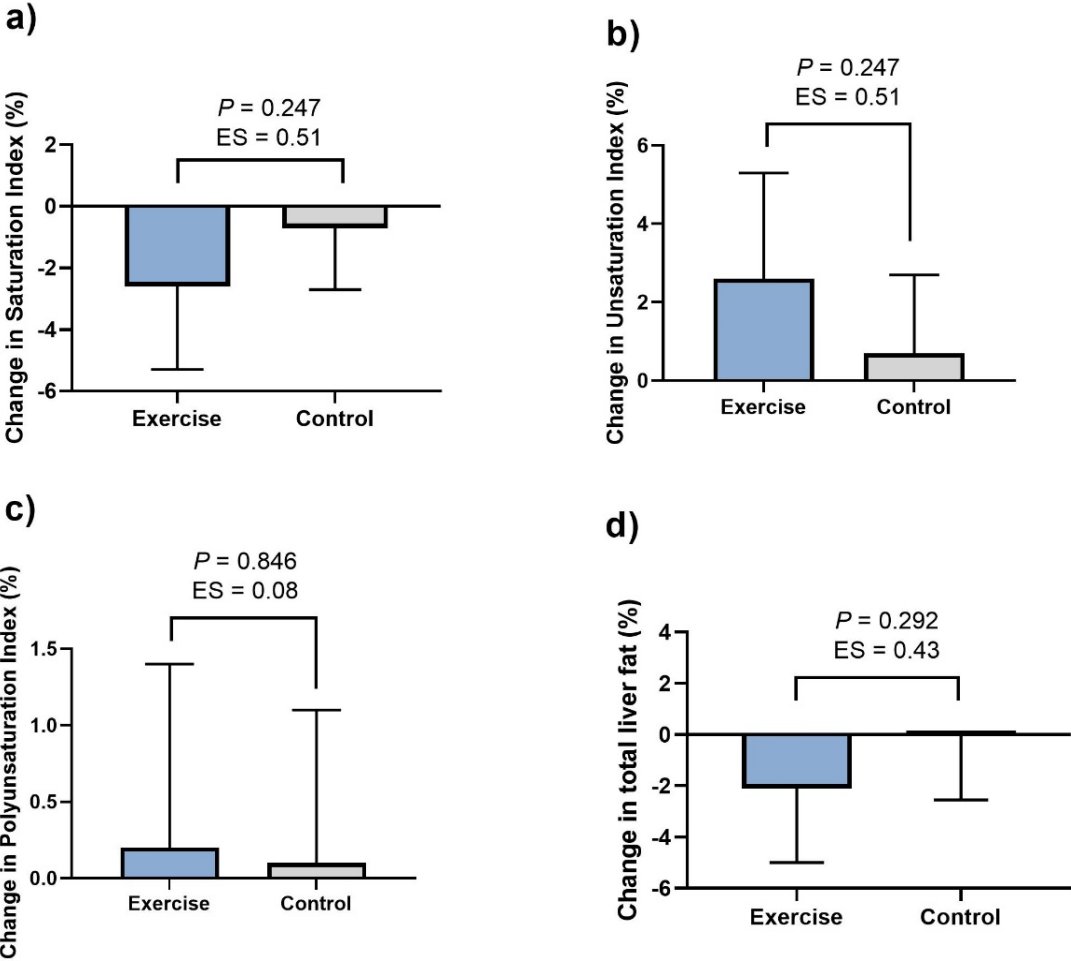 a)
P = 0.247
ES = 0.51
Change in Saturation Index (%)
2
0
-2
-4
-6
Exercise Control
b)
P = 0.247
ES = 0.51
Change in Unsaturation Index (%)
6
4
2
0
Exercise Control
c)
P = 0.846
ES = 0.08
Change in Polyunsaturation Index (%)
1.5
1.0
0.5
0.0
Exercise Control
d)
P = 0.292
ES = 0.43
Change in total liver fat (%)
4
2
0
-2
-4
-6
Exercise Control